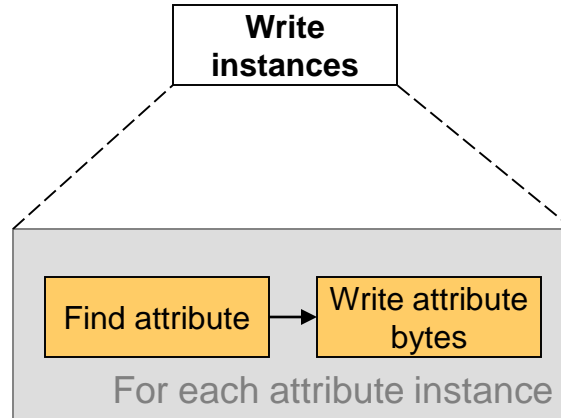 Write
instances
Find attribute
Write attribute
bytes
For each attribute instance